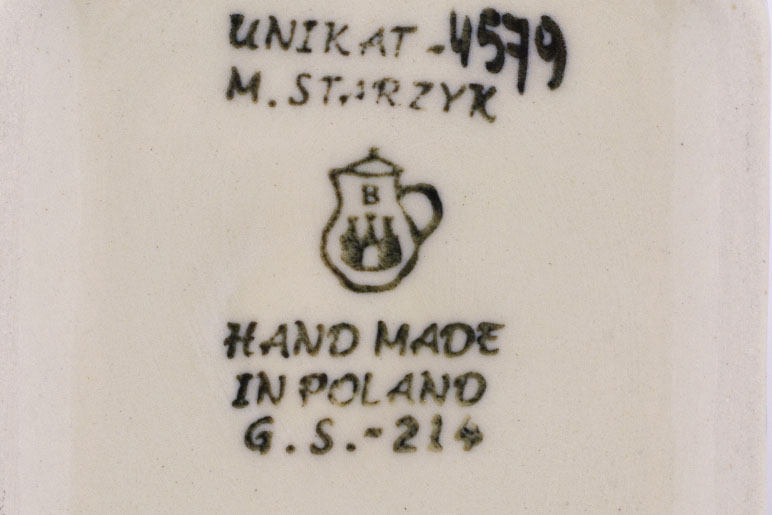 UNIKAT - 4579
M. STARZYK
B
HAND MADE
IN POLAND
G.S.-214